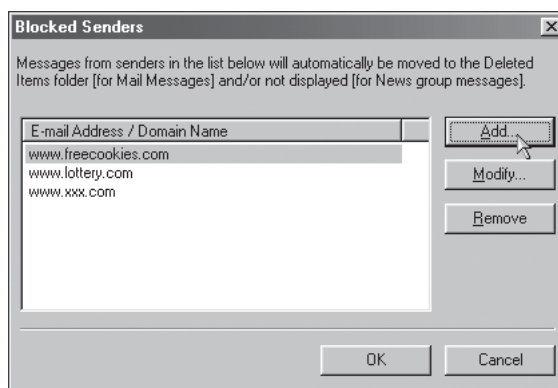 Blocked Senders
Messages from senders in the list below will automatically be moved to the Deleted
Items folder [for Mail Messages] and/or not displayed [for News group messages].
E-mail Address / Domain Name
www.freecookies.com
www.lottery.com
www.xxx.com
Add...
Modify...
Remove
OK
Cancel